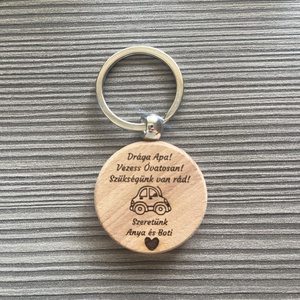 Drága Apa!
Vezess Óvatosan!
Szükségünk van rád!
Szeretünk
Anya és Boti